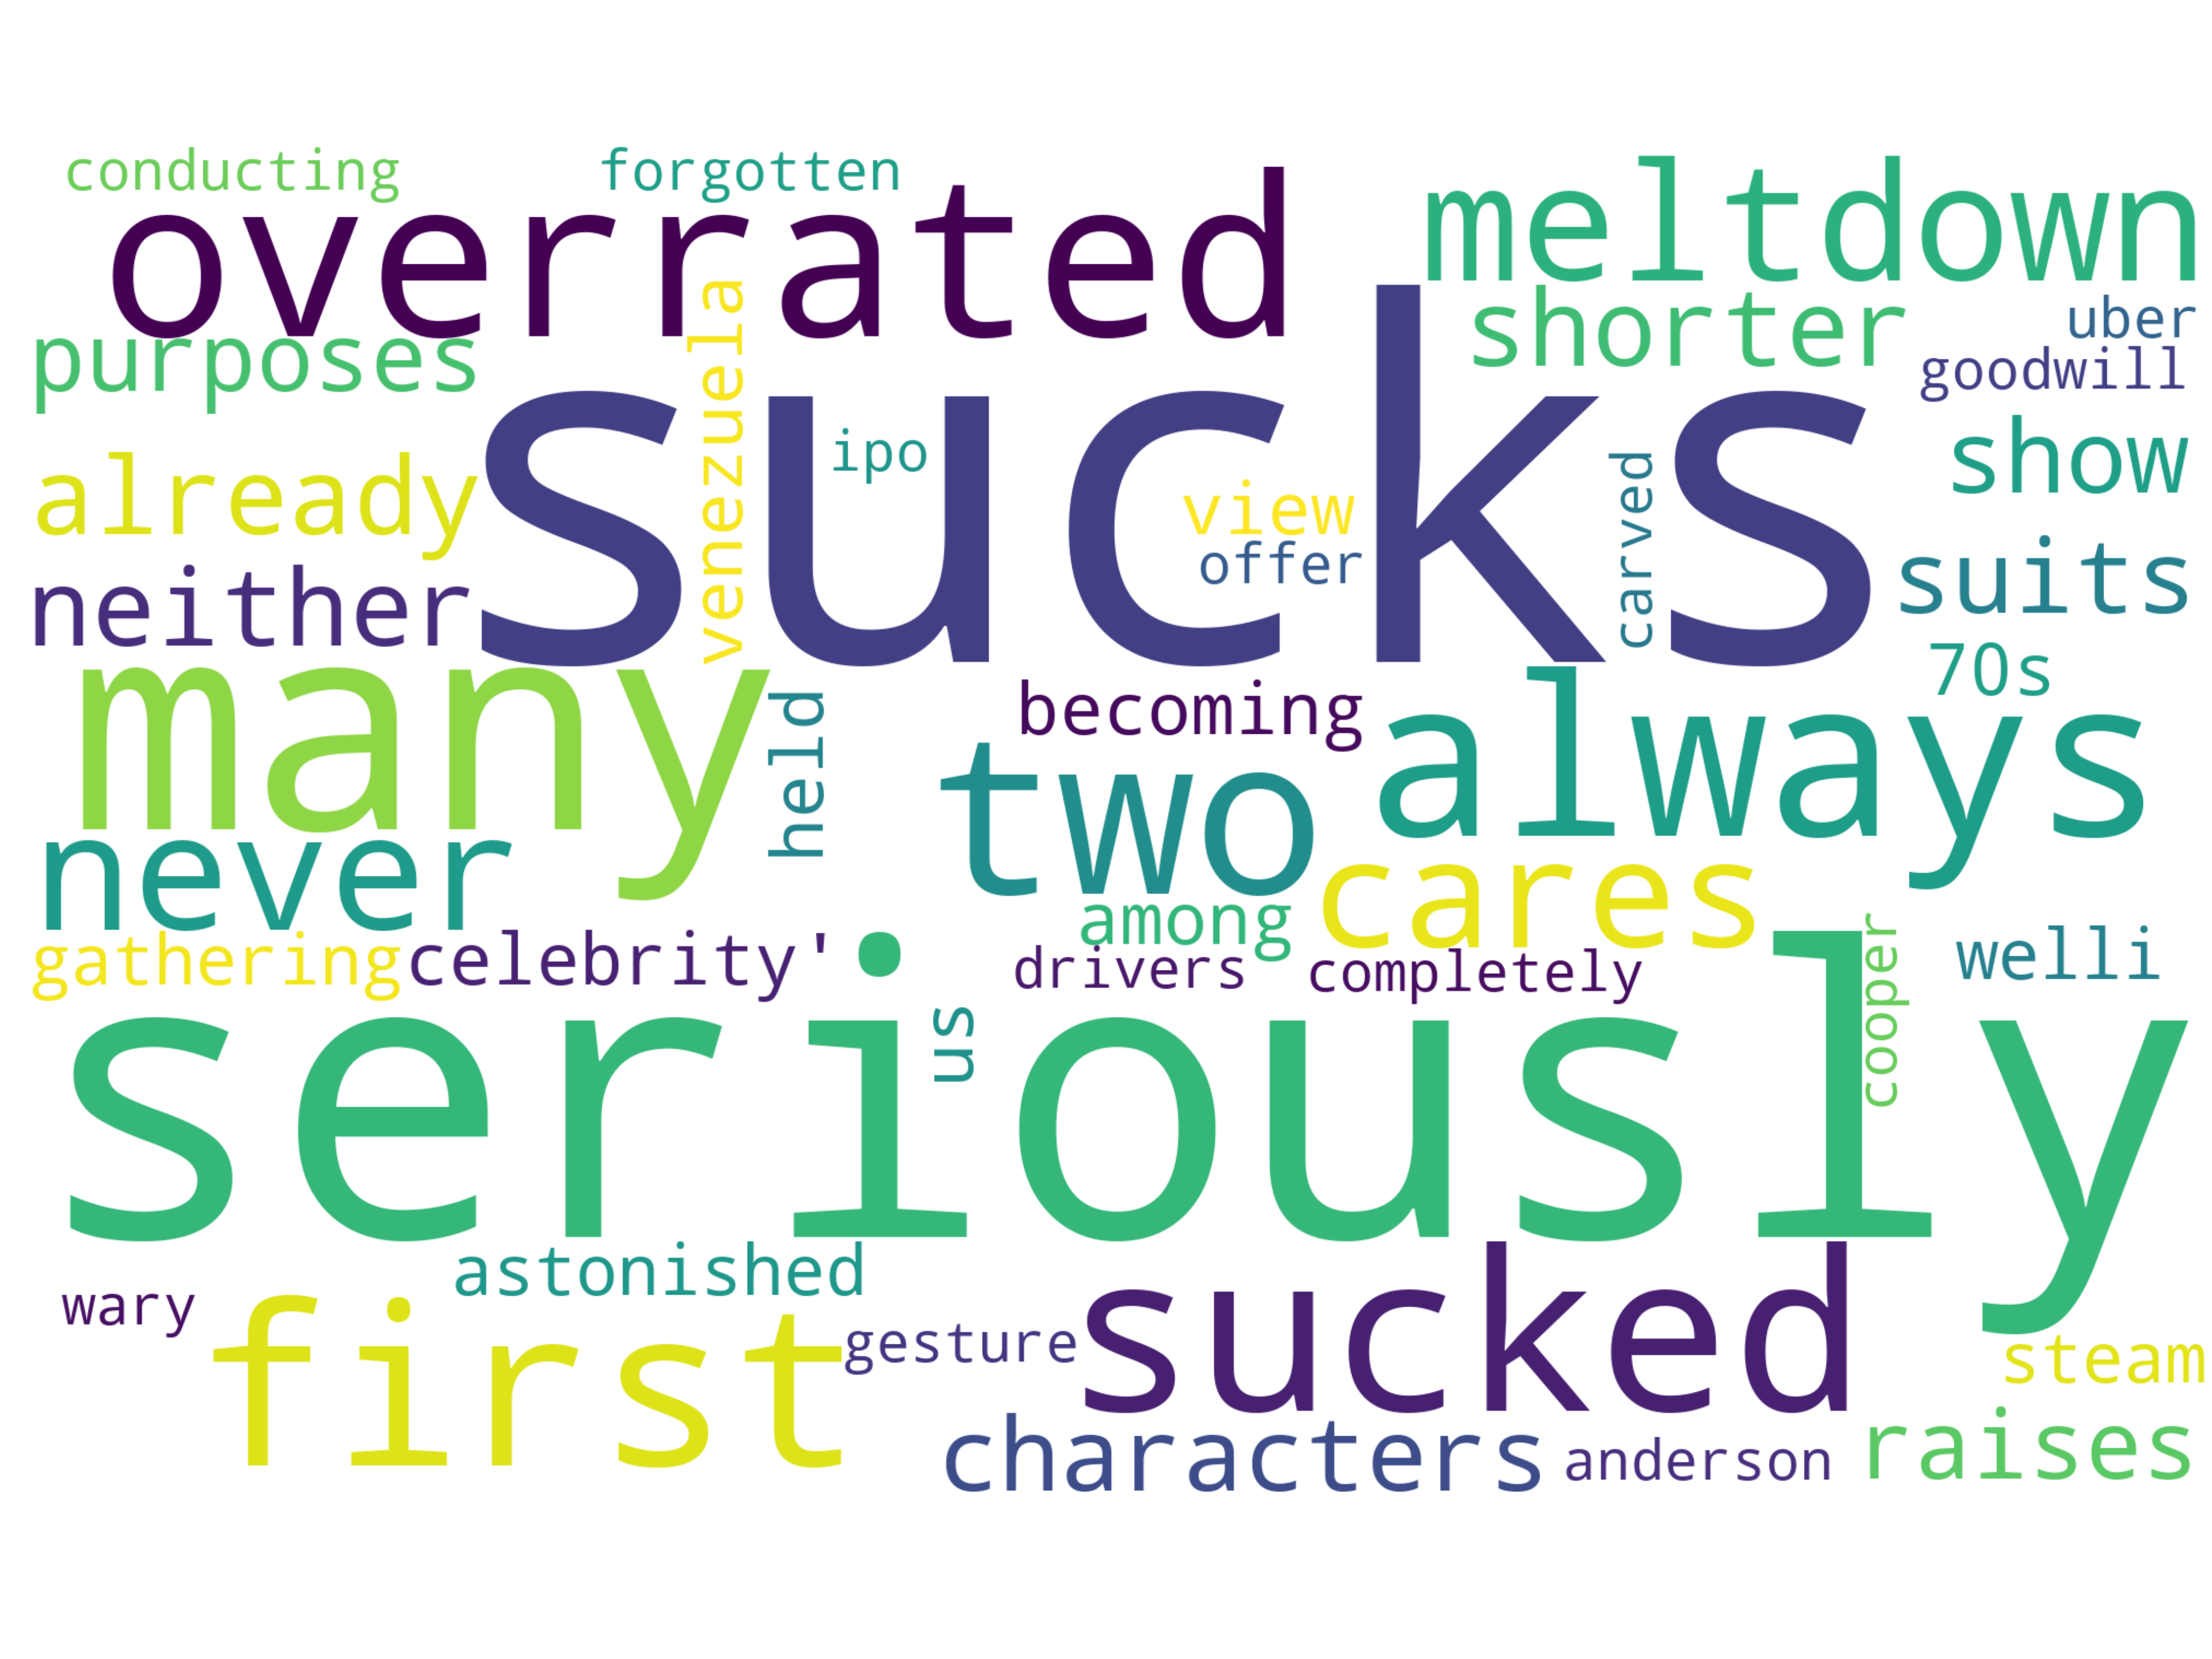 conducting
forgotten
overrated
meltdown
purposes
venezuela
shorter
uber
goodwill
sucks
already
ipo
view
offer
carved
show
neither
suits
70s
many
held
becoming
two
always
never
among
cares
gathering
celebrity'
drivers
completely
cooper
welli
us
seriously
astonished
wary
first
gesture
sucked
steam
characters
anderson
raises